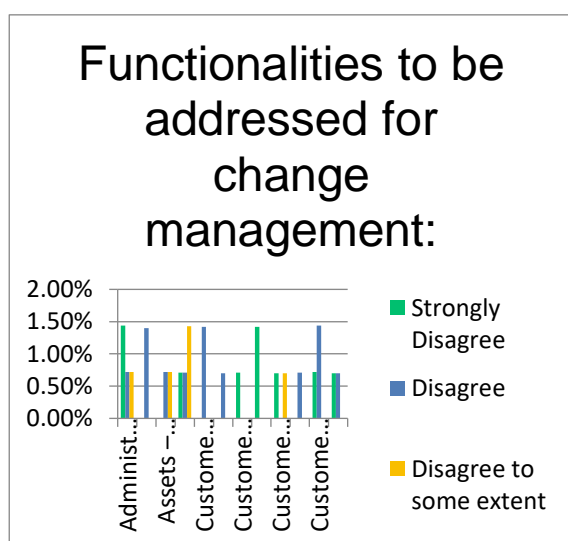 Functionalities to be
addressed for
change
management:
2.00%
1.50%
1.00%
0.50%
0.00%
Administ…
Assets –…
Custome…
Custome…
Custome…
Custome…
Strongly
Disagree
Disagree
Disagree to
some extent